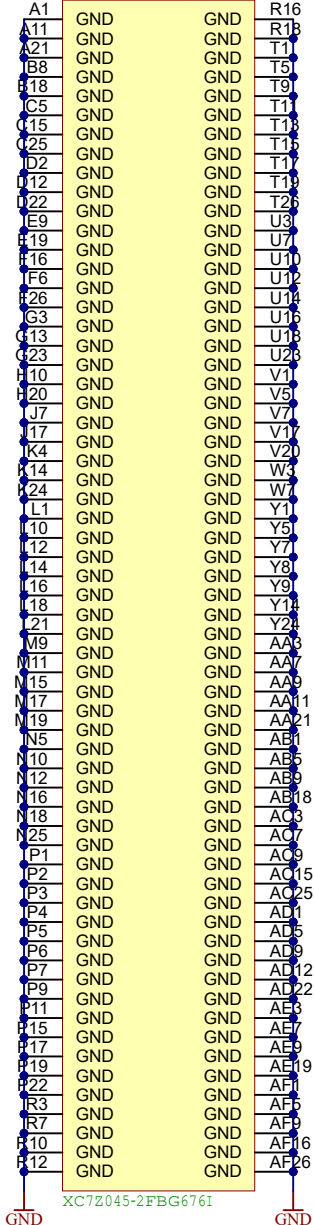 A1 GND GND R16
A11 GND GND R18
A21 GND GND T1
B8 GND GND T5
B18 GND GND T9
C5 GND GND T11
C15 GND GND T13
C25 GND GND T15
D2 GND GND T17
D12 GND GND T19
D22 GND GND T26
E9 GND GND U3
E19 GND GND U7
F16 GND GND U10
F6 GND GND U12
F26 GND GND U14
G3 GND GND U16
G13 GND GND U18
G23 GND GND U23
H10 GND GND V1
H20 GND GND V5
J7 GND GND V7
J17 GND GND V17
K4 GND GND V20
K14 GND GND W3
K24 GND GND W7
L1 GND GND Y1
L10 GND GND Y5
L12 GND GND Y7
L14 GND GND Y8
L16 GND GND Y9
L18 GND GND Y14
L21 GND GND Y24
M9 GND GND AA3
M11 GND GND AA7
M15 GND GND AA9
M17 GND GND AA11
M19 GND GND AA21
N5 GND GND AB1
N10 GND GND AB5
N12 GND GND AB9
N16 GND GND AB18
N18 GND GND AC3
N25 GND GND AC7
P1 GND GND AC9
P2 GND GND AC15
P3 GND GND AC25
P4 GND GND AD1
P5 GND GND AD5
P6 GND GND AD9
P7 GND GND AD12
P9 GND GND AD22
P11 GND GND AE3
P15 GND GND AE7
P17 GND GND AE9
P19 GND GND AE19
P22 GND GND AF1
R3 GND GND AF5
R7 GND GND AF9
R10 GND GND AF16
R12 GND GND AF26
XC7Z045-2FBG676I
GND GND